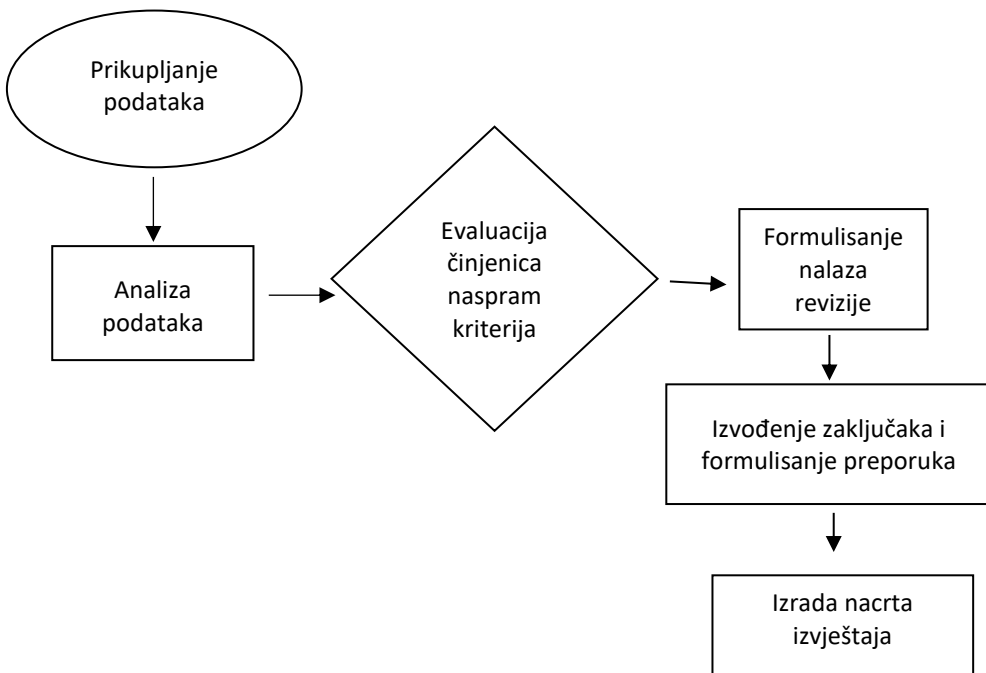 Prikupljanje
podataka
Analiza
podataka
Evaluacija
činjenica
naspram
kriterija
Formulisanje
nalaza
revizije
Izvođenje zaključaka i
formulisanje preporuka
Izrada nacrta
izvještaja